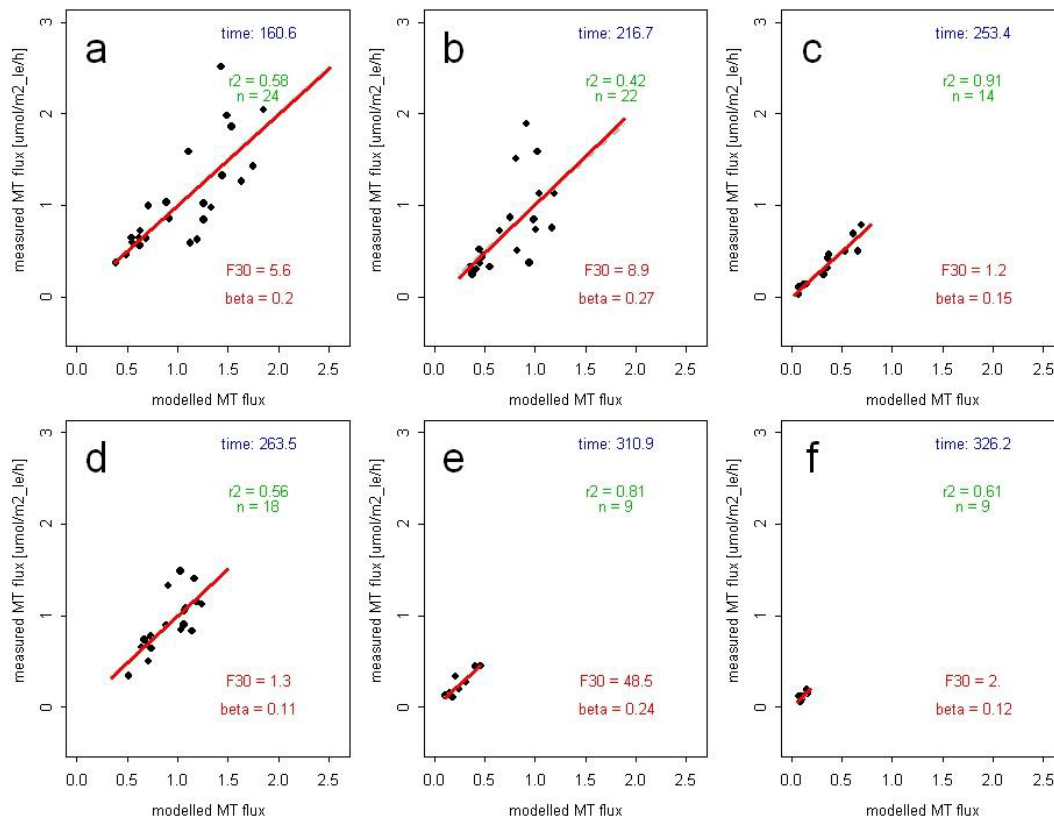 a
time: 160.6
r2 = 0.58
n = 24
F30 = 5.6
beta = 0.2
measured MT flux [umol/m2_le/h]
0 1 2 3
0.0 0.5 1.0 1.5 2.0 2.5
modelled MT flux
b
time: 216.7
r2 = 0.42
n = 22
F30 = 8.9
beta = 0.27
measured MT flux [umol/m2_le/h]
0 1 2 3
0.0 0.5 1.0 1.5 2.0 2.5
modelled MT flux
c
time: 253.4
r2 = 0.91
n = 14
F30 = 1.2
beta = 0.15
measured MT flux [umol/m2_le/h]
0 1 2 3
0.0 0.5 1.0 1.5 2.0 2.5
modelled MT flux
d
time: 263.5
r2 = 0.56
n = 18
F30 = 1.3
beta = 0.11
measured MT flux [umol/m2_le/h]
0 1 2 3
0.0 0.5 1.0 1.5 2.0 2.5
modelled MT flux
e
time: 310.9
r2 = 0.81
n = 9
F30 = 48.5
beta = 0.24
measured MT flux [umol/m2_le/h]
0 1 2 3
0.0 0.5 1.0 1.5 2.0 2.5
modelled MT flux
f
time: 326.2
r2 = 0.61
n = 9
F30 = 2.
beta = 0.12
measured MT flux [umol/m2_le/h]
0 1 2 3
0.0 0.5 1.0 1.5 2.0 2.5
modelled MT flux